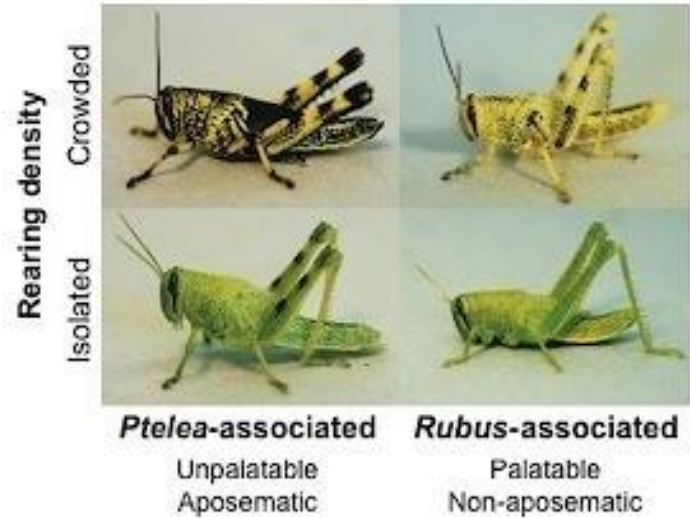 Rearing density
Crowded
Isolated
Ptelea-associated
Rubus-associated
Unpalatable
Palatable
Aposematic
Non-aposematic